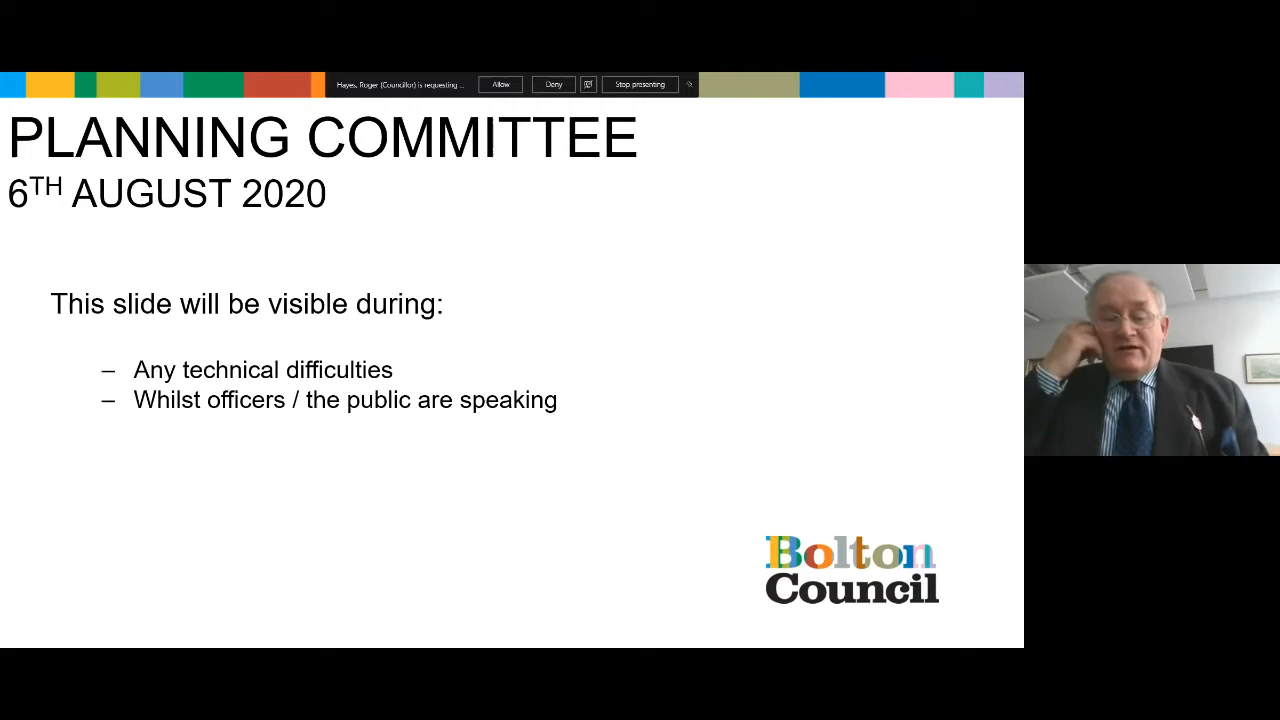 Hayes, Roger (Councillor) is requesting ...
Allow
Deny
Stop presenting
PLANNING COMMITTEE
6TH AUGUST 2020
This slide will be visible during:
– Any technical difficulties
– Whilst officers / the public are speaking
Bolton
Council